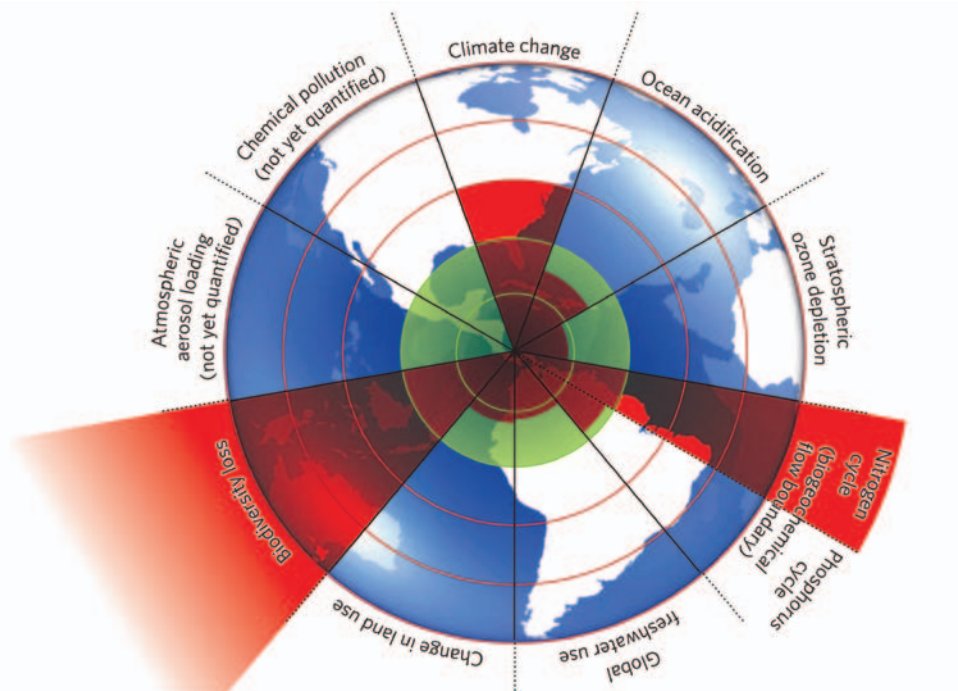 Climate change
Ocean acidification
Stratospheric
ozone depletion
Nitrogen
cycle
(biogeochemical
flow boundary)
Phosphorus
cycle
Global
freshwater use
Change in land use
Biodiversity loss
Atmospheric
aerosol loading
(not yet quantified)
Chemical pollution
(not yet quantified)